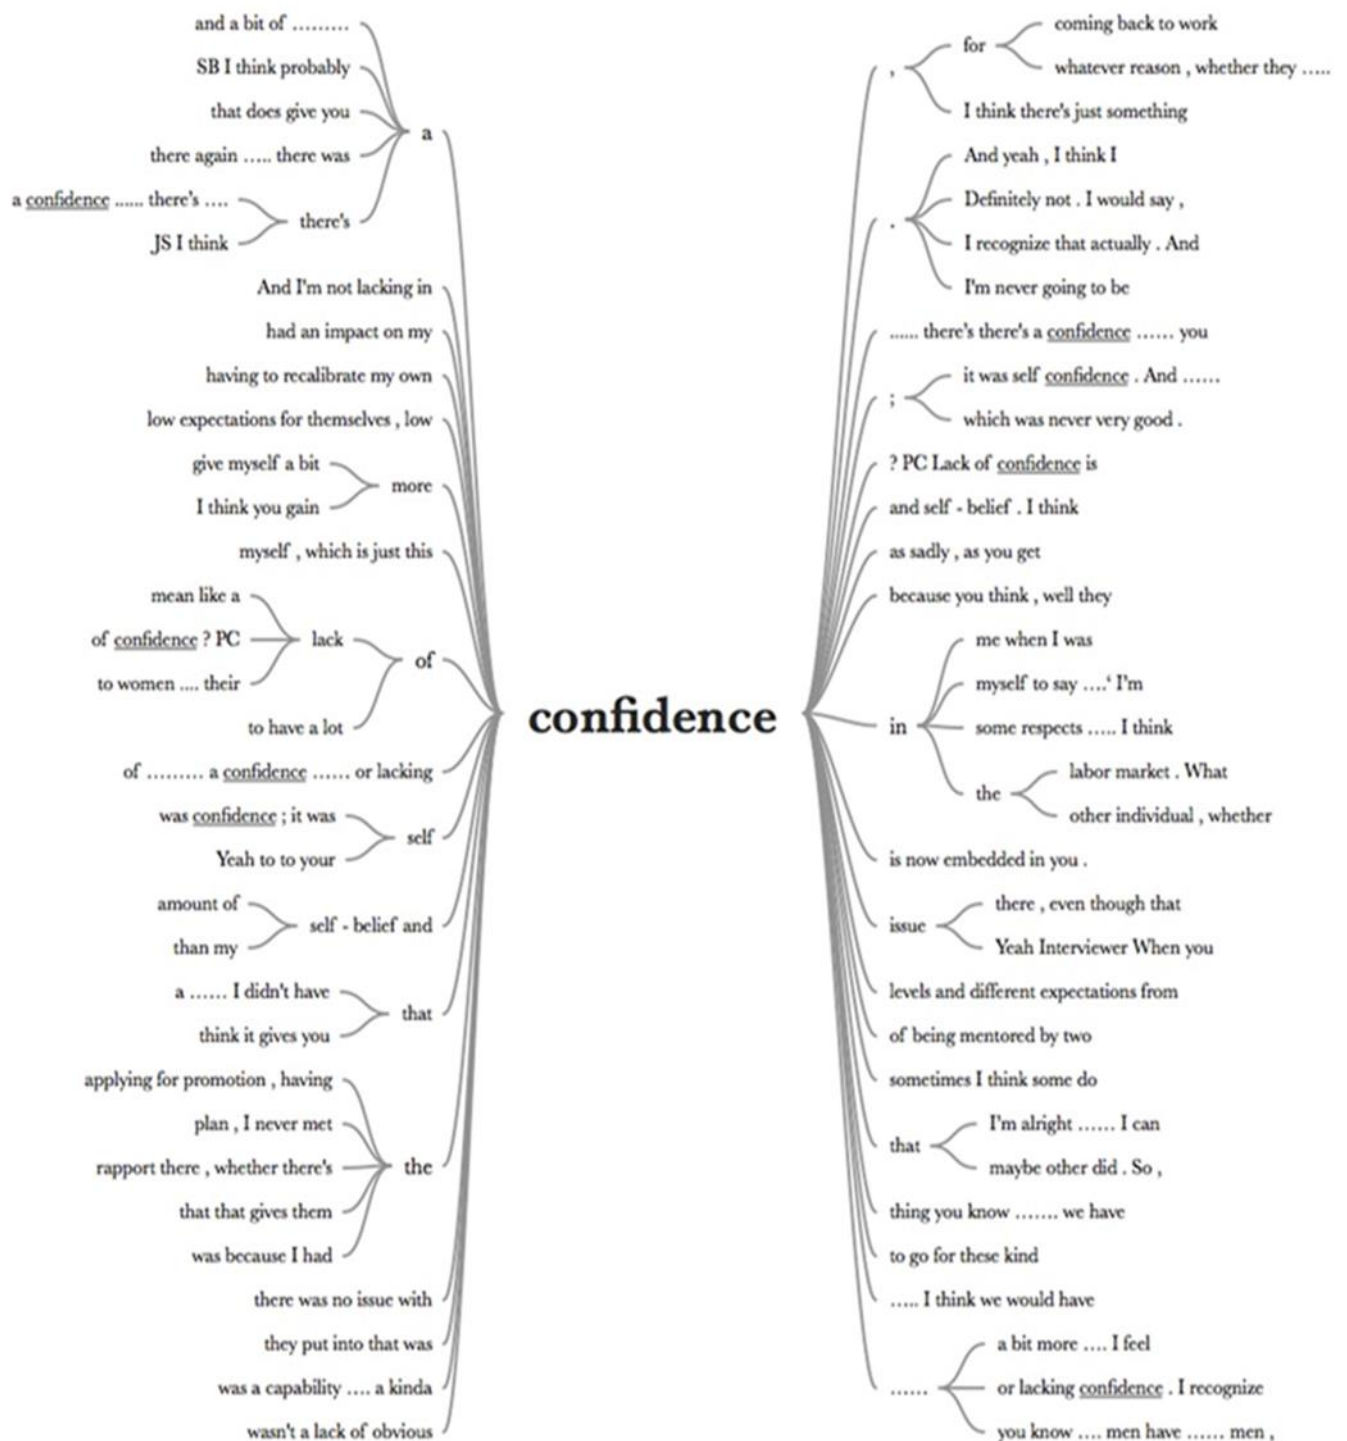 and a bit of .........
SB I think probably
that does give you
there again ..... there was
a confidence ...... there's ....
JS I think
there's
a
And I'm not lacking in
had an impact on my
having to recalibrate my own
low expectations for themselves , low
give myself a bit
I think you gain
more
myself , which is just this
mean like a
of confidence ? PC
to women .... their
lack
to have a lot
of
of ......... a confidence ...... or lacking
was confidence ; it was
Yeah to to your
self
amount of
than my
self - belief and
a ...... I didn't have
think it gives you
that
applying for promotion , having
plan , I never met
rapport there , whether there's
that that gives them
was because I had
the
there was no issue with
they put into that was
was a capability .... a kinda
wasn't a lack of obvious
confidence
,
for
coming back to work
whatever reason , whether they .....
I think there's just something
.
And yeah , I think I
Definitely not . I would say ,
I recognize that actually . And
I'm never going to be
...... there's there's a confidence ...... you
;
it was self confidence . And ......
which was never very good .
? PC Lack of confidence is
and self - belief . I think
as sadly , as you get
because you think , well they
in
me when I was
myself to say ....‘ I'm
some respects ..... I think
the
labor market . What
other individual , whether
is now embedded in you .
issue
there , even though that
Yeah Interviewer When you
levels and different expectations from
of being mentored by two
sometimes I think some do
that
I'm alright ...... I can
maybe other did . So ,
thing you know ....... we have
to go for these kind
..... I think we would have
......
a bit more .... I feel
or lacking confidence . I recognize
you know .... men have ...... men ,